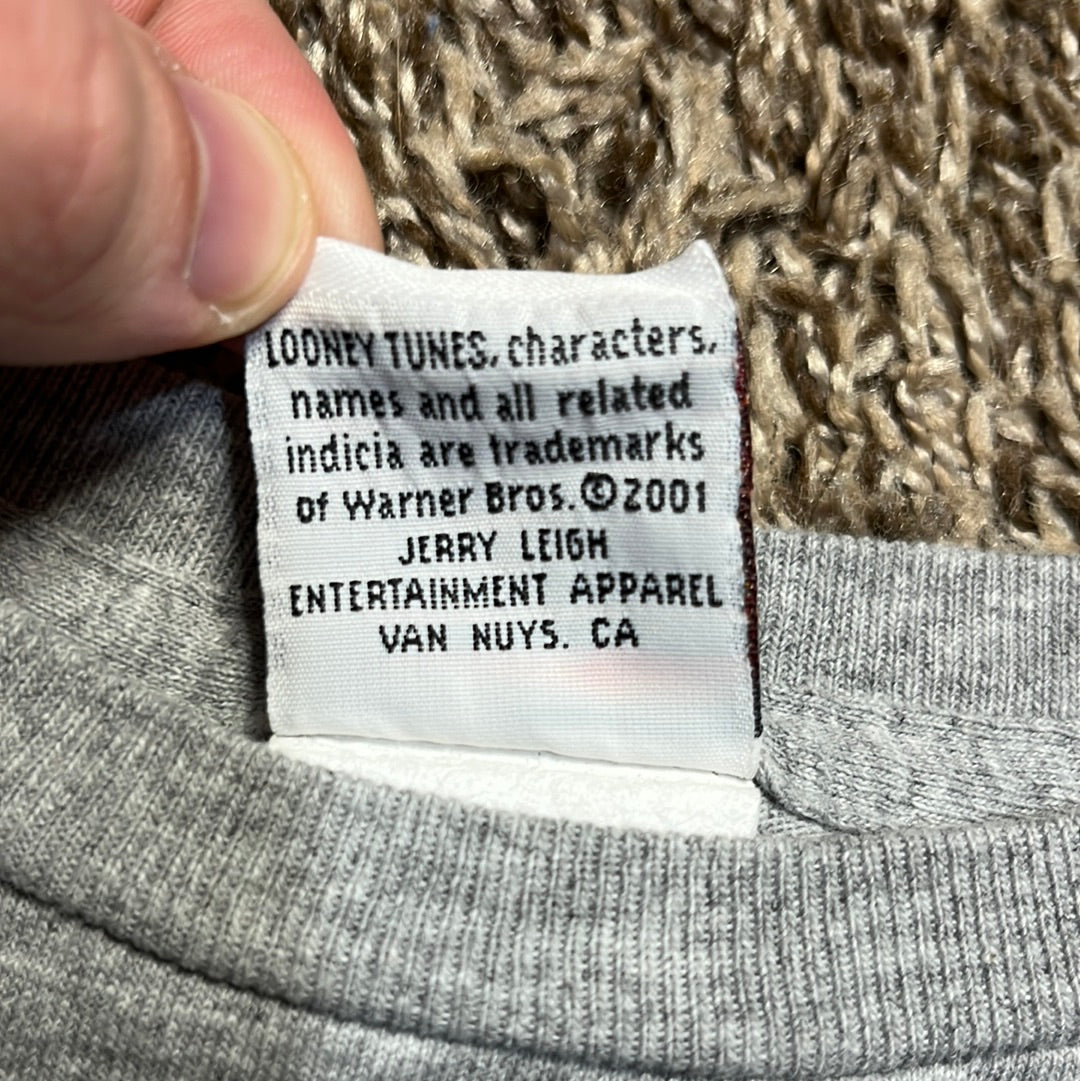 LOONEY TUNES, characters,
names and all related
indicia are trademarks
of Warner Bros. ©2001
JERRY LEIGH
ENTERTAINMENT APPAREL
VAN NUYS. CA